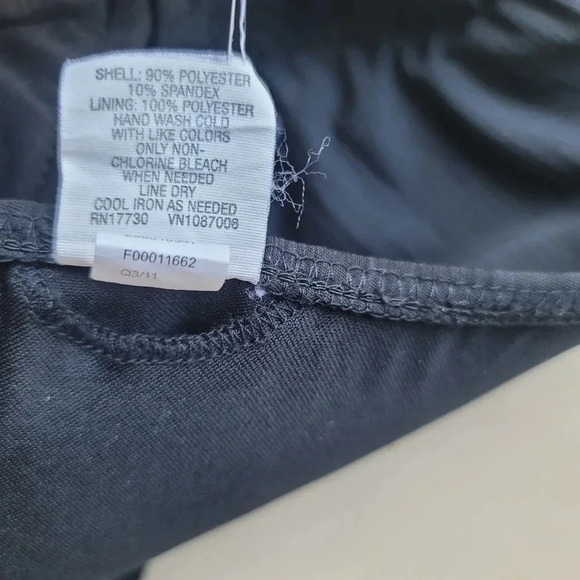 SHELL: 90% POLYESTER
10% SPANDEX
LINING: 100% POLYESTER
HAND WASH COLD
WITH LIKE COLORS
ONLY NON-
CHLORINE BLEACH
WHEN NEEDED
LINE DRY
COOL IRON AS NEEDED
RN17730 VN1087006
F00011662
Q3/11